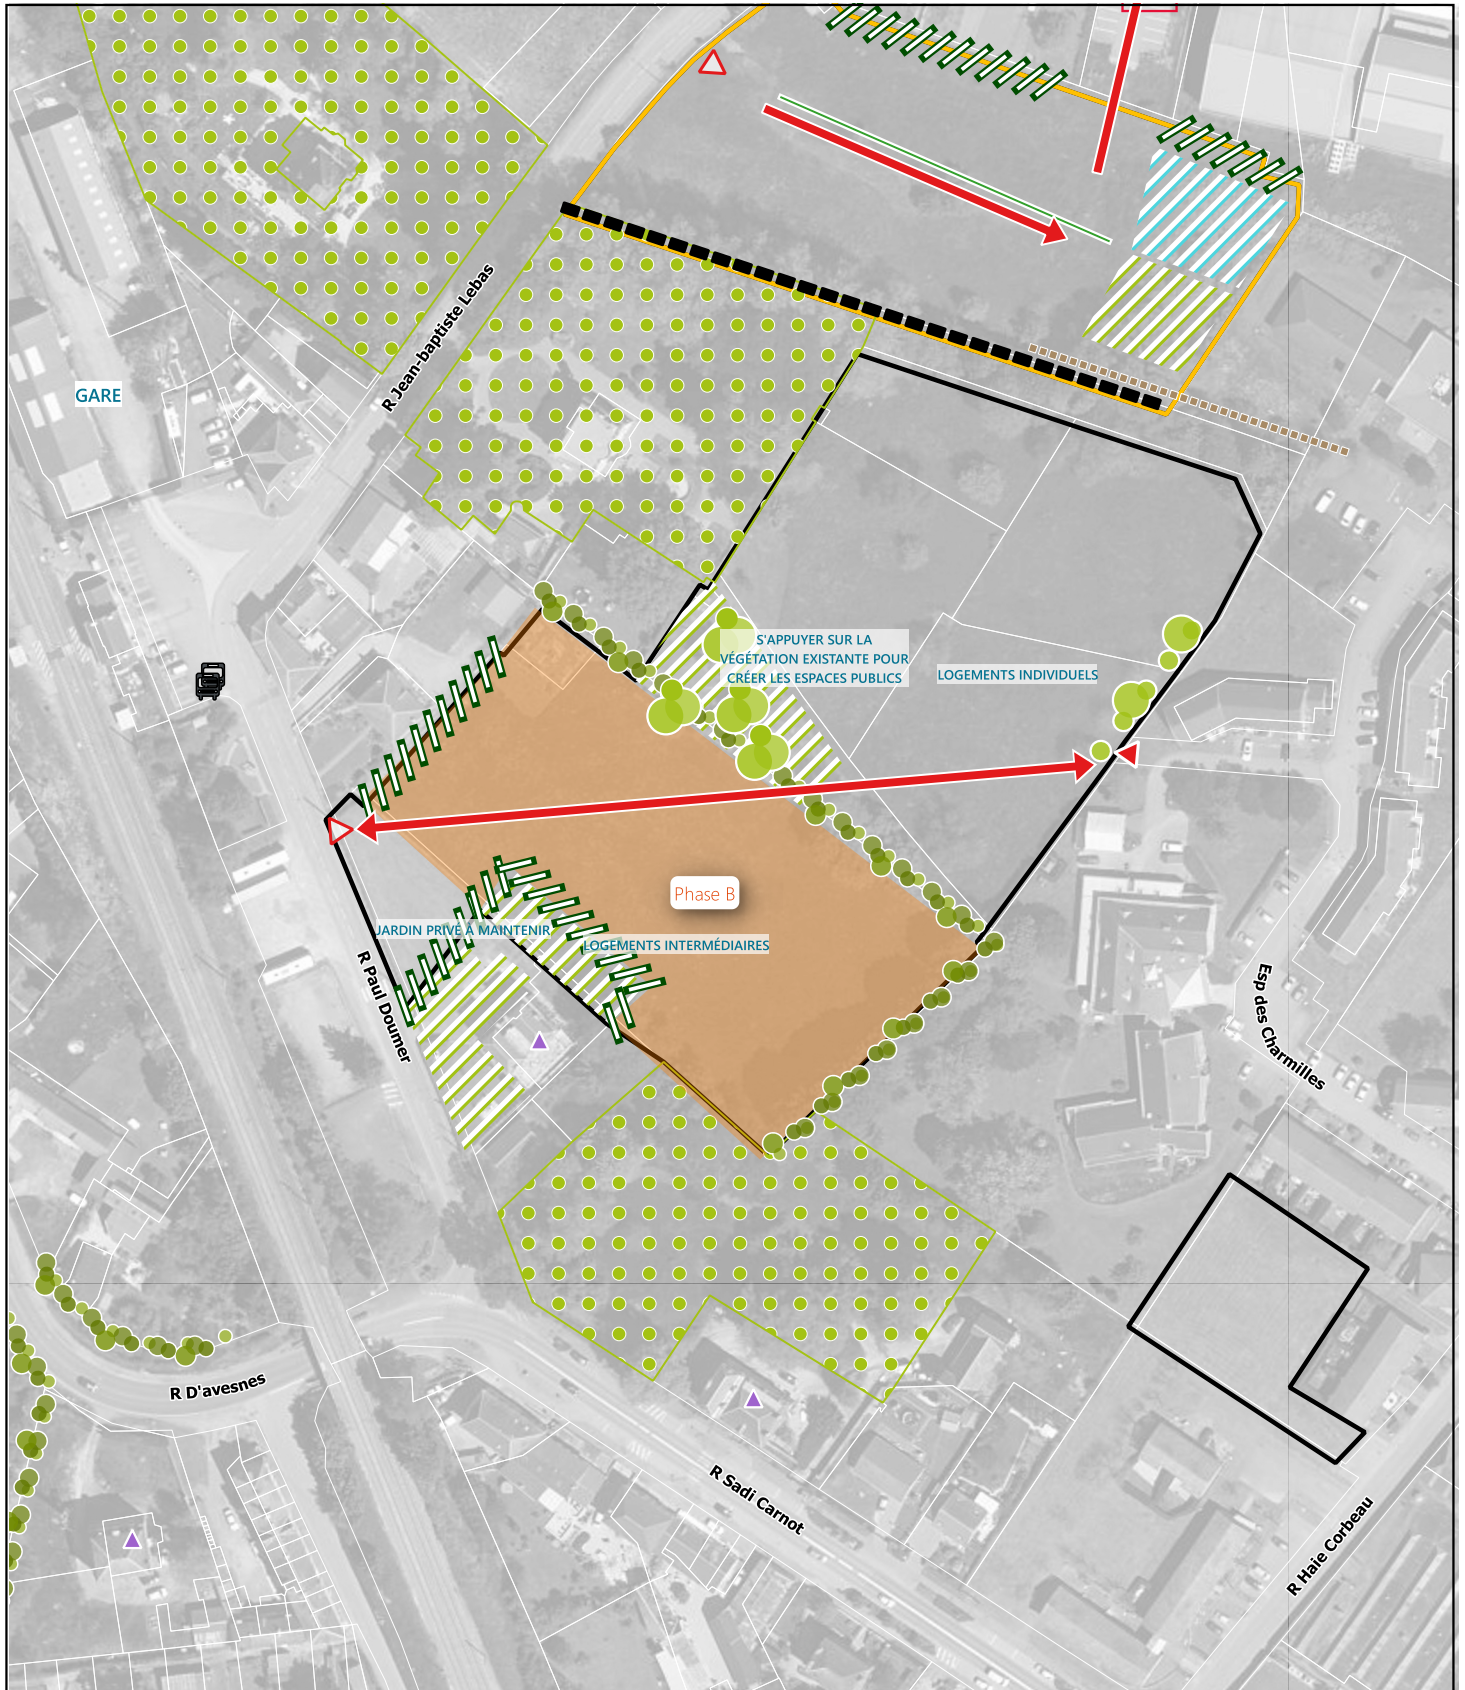 R Jean-baptiste Lebas
GARE
S'APPUYER SUR LA
VÉGÉTATION EXISTANTE POUR
CRÉER LES ESPACES PUBLICS
LOGEMENTS INDIVIDUELS
Phase B
JARDIN PRIVÉ À MAINTENIR
LOGEMENTS INTERMÉDIAIRES
R Paul Doumer
Esp des Charmilles
R D'avesnes
R Sadi Carnot
R Haie Corbeau